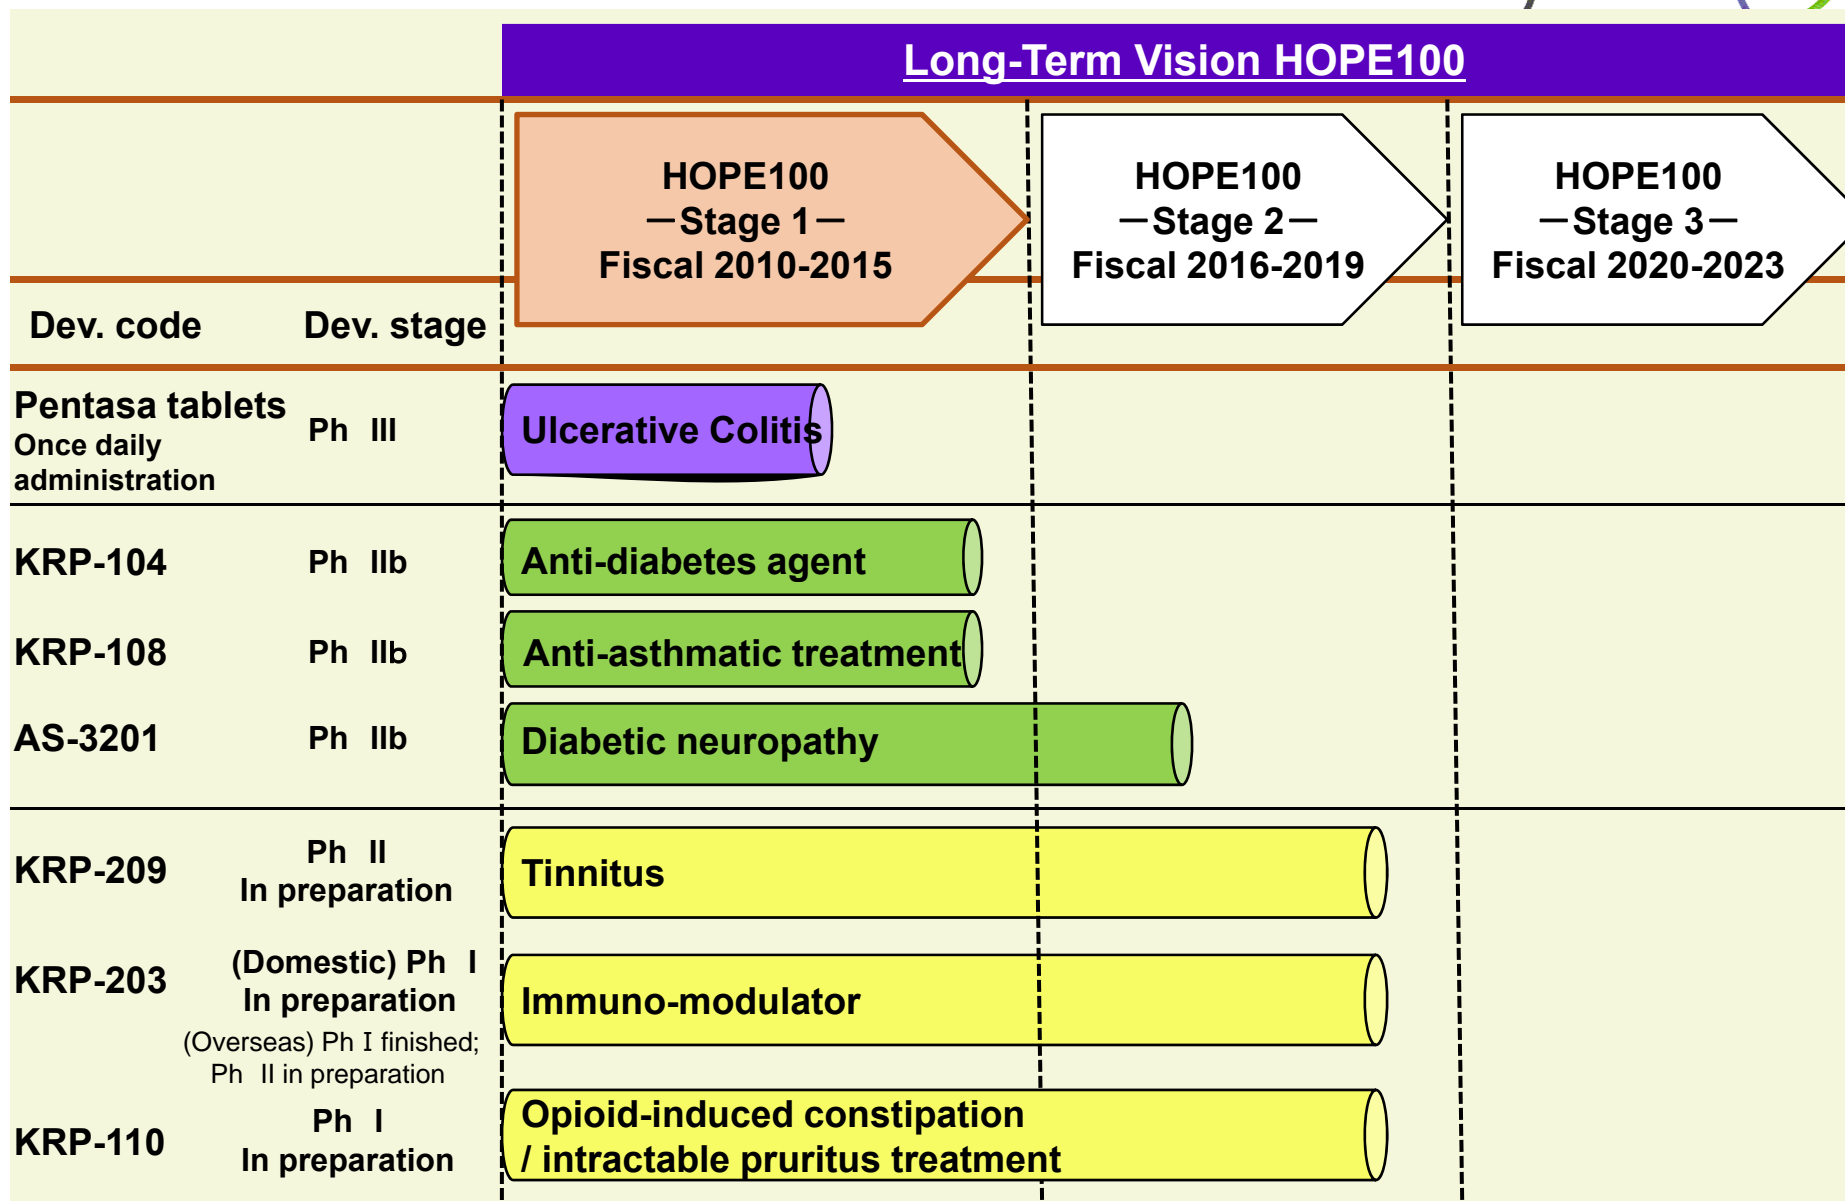 Long-Term Vision HOPE100
HOPE100
―Stage 1―
Fiscal 2010-2015
HOPE100
―Stage 2―
Fiscal 2016-2019
HOPE100
―Stage 3―
Fiscal 2020-2023
Dev. code Dev. stage
Pentasa tablets
Once daily
administration
Ph III
Ulcerative Colitis
KRP-104 Ph IIb Anti-diabetes agent
KRP-108 Ph IIb Anti-asthmatic treatment
AS-3201 Ph IIb Diabetic neuropathy
KRP-209
Ph II
In preparation
Tinnitus
KRP-203
(Domestic) Ph I
In preparation
(Overseas) Ph I finished;
Ph II in preparation
Immuno-modulator
KRP-110
Ph I
In preparation
Opioid-induced constipation
/ intractable pruritus treatment